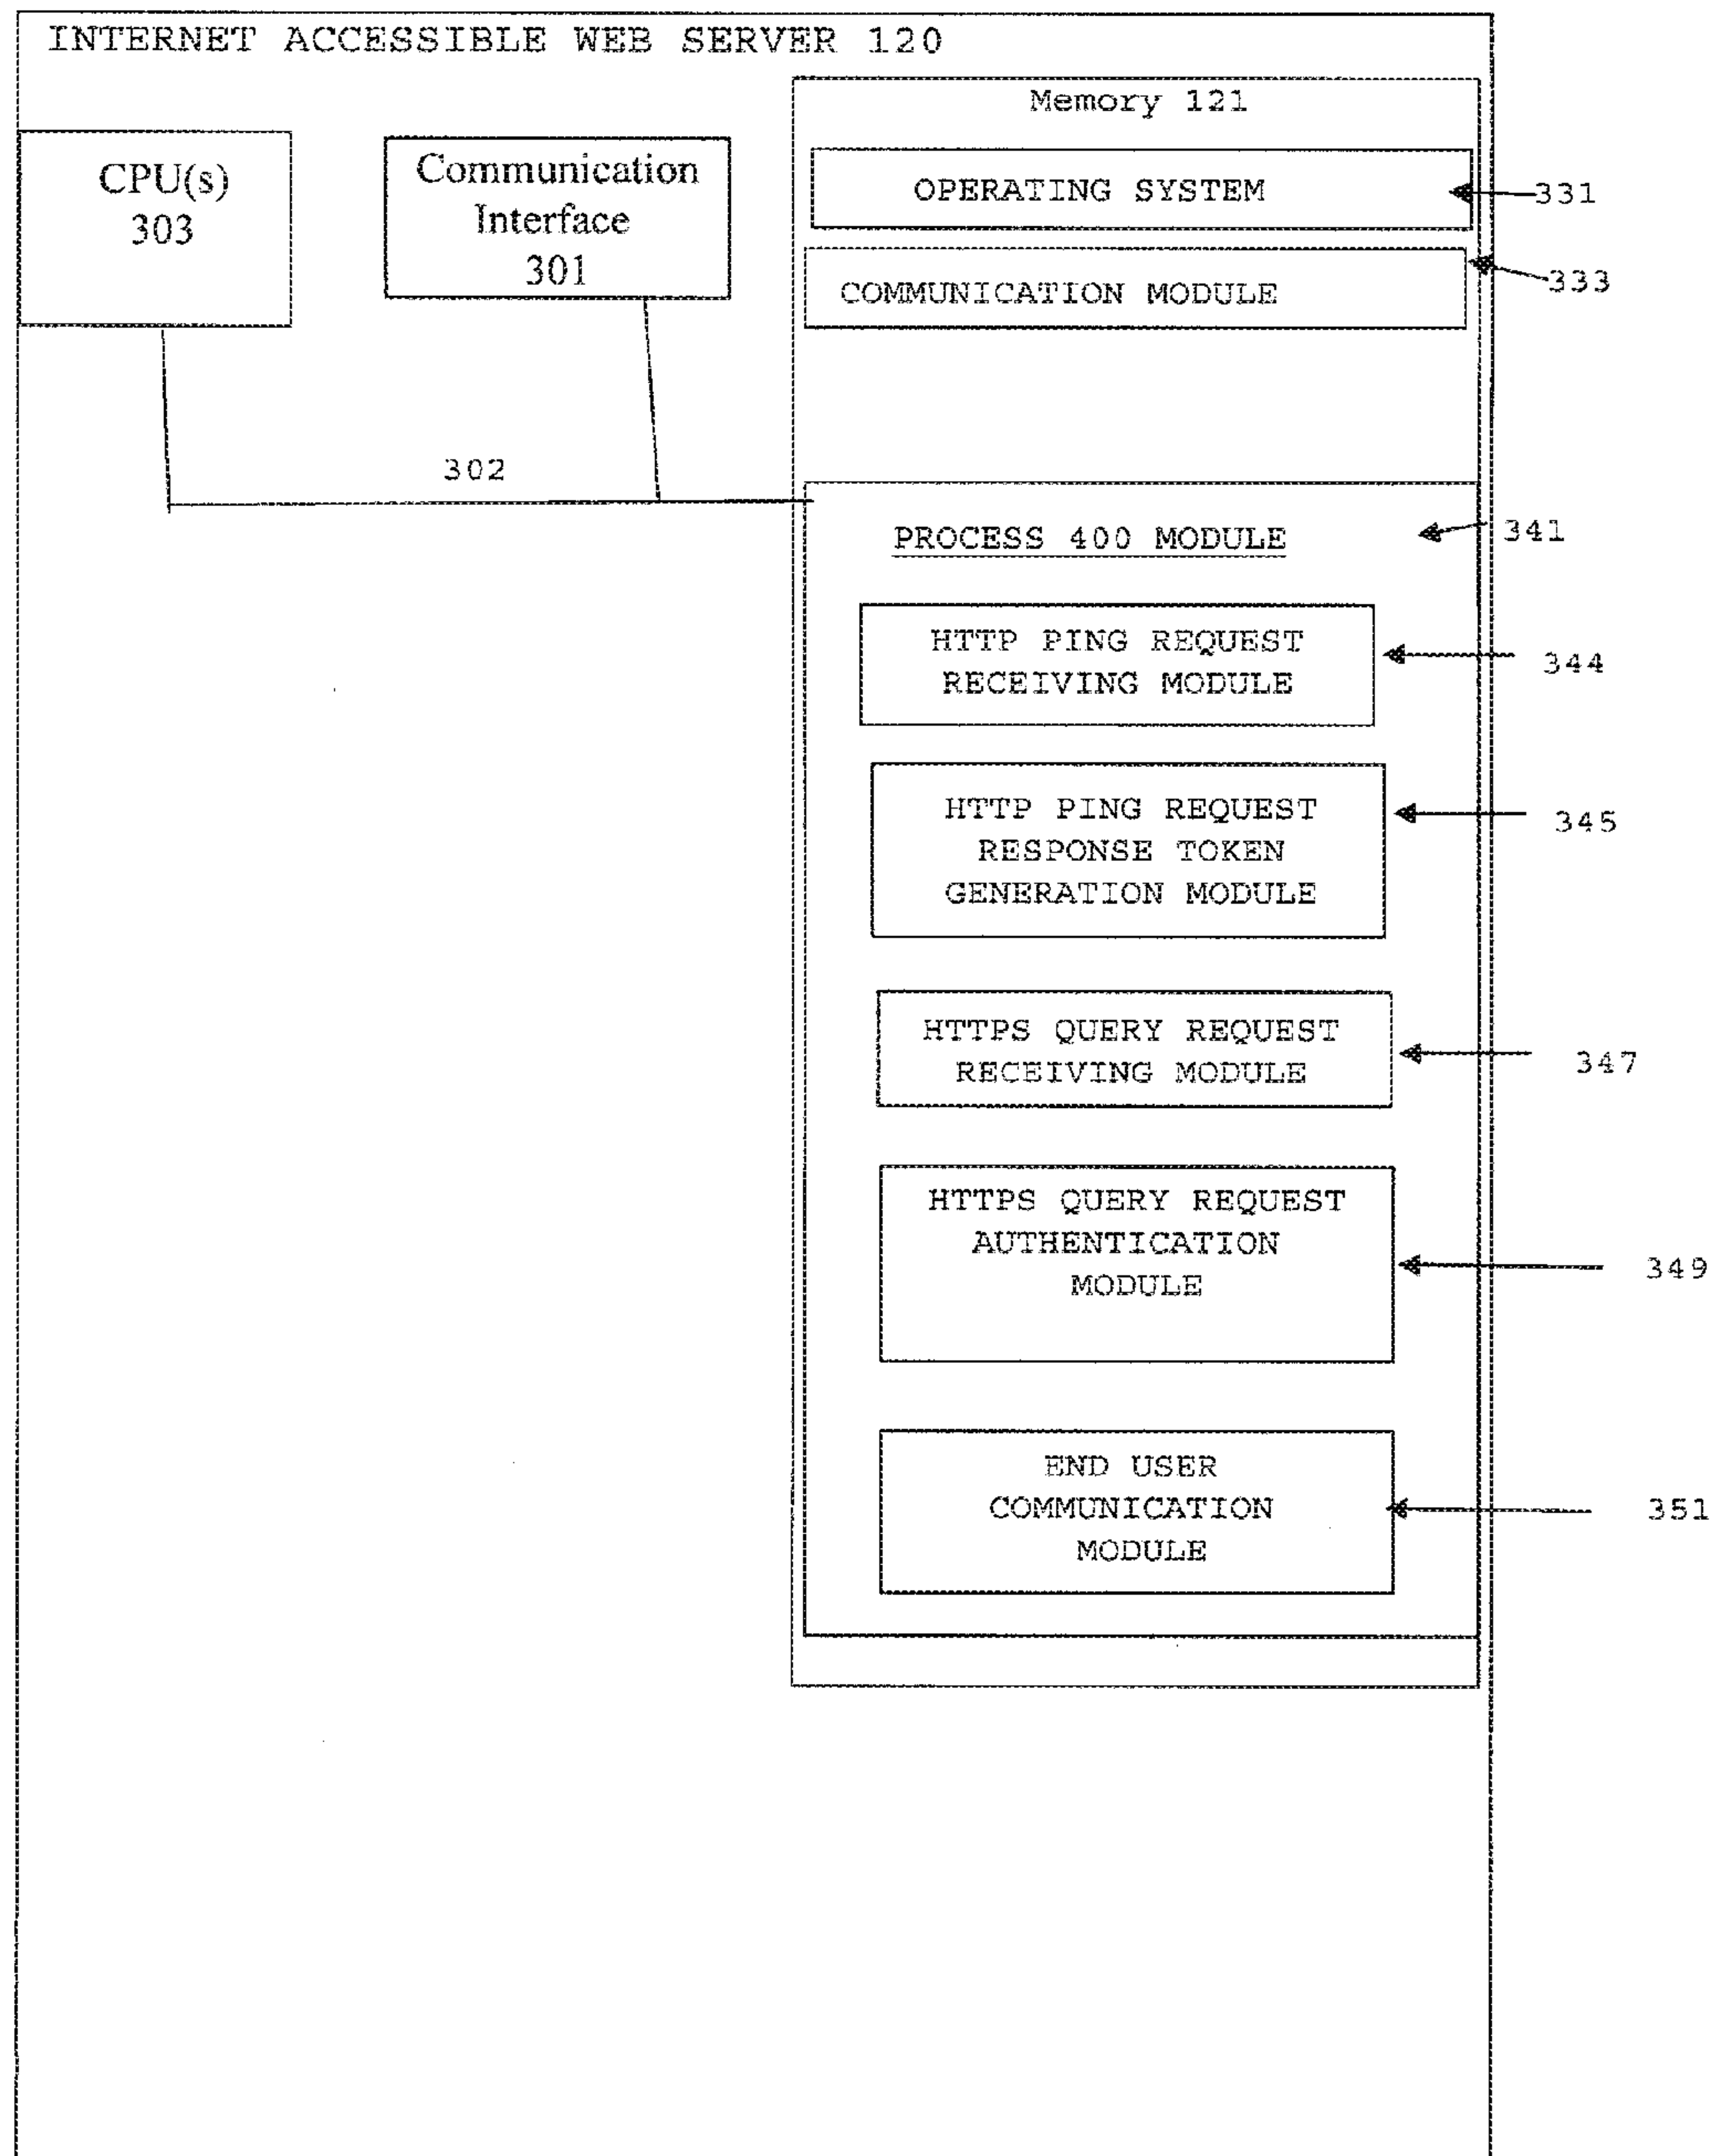 INTERNET ACCESSIBLE WEB SERVER 120
Memory 121
CPU(s)
303
Communication
Interface
301
OPERATING SYSTEM
331
COMMUNICATION MODULE
333
302
PROCESS 400 MODULE
341
HTTP PING REQUEST
RECEIVING MODULE
344
HTTP PING REQUEST
RESPONSE TOKEN
GENERATION MODULE
345
HTTPS QUERY REQUEST
RECEIVING MODULE
347
HTTPS QUERY REQUEST
AUTHENTICATION
MODULE
349
END USER
COMMUNICATION
MODULE
351